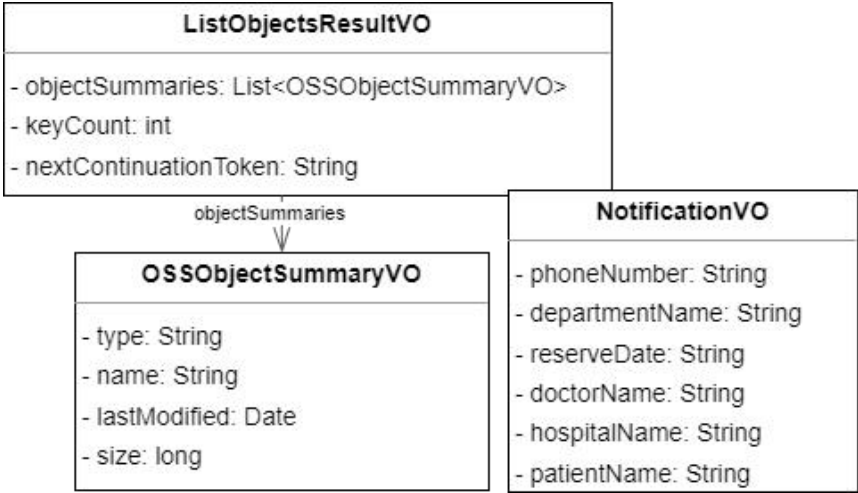 ListObjectsResultVO
- objectSummaries: List<OSSObjectSummaryVO>
- keyCount: int
- nextContinuationToken: String
objectSummaries
OSSObjectSummaryVO
- type: String
- name: String
- lastModified: Date
- size: long
NotificationVO
- phoneNumber: String
- departmentName: String
- reserveDate: String
- doctorName: String
- hospitalName: String
- patientName: String